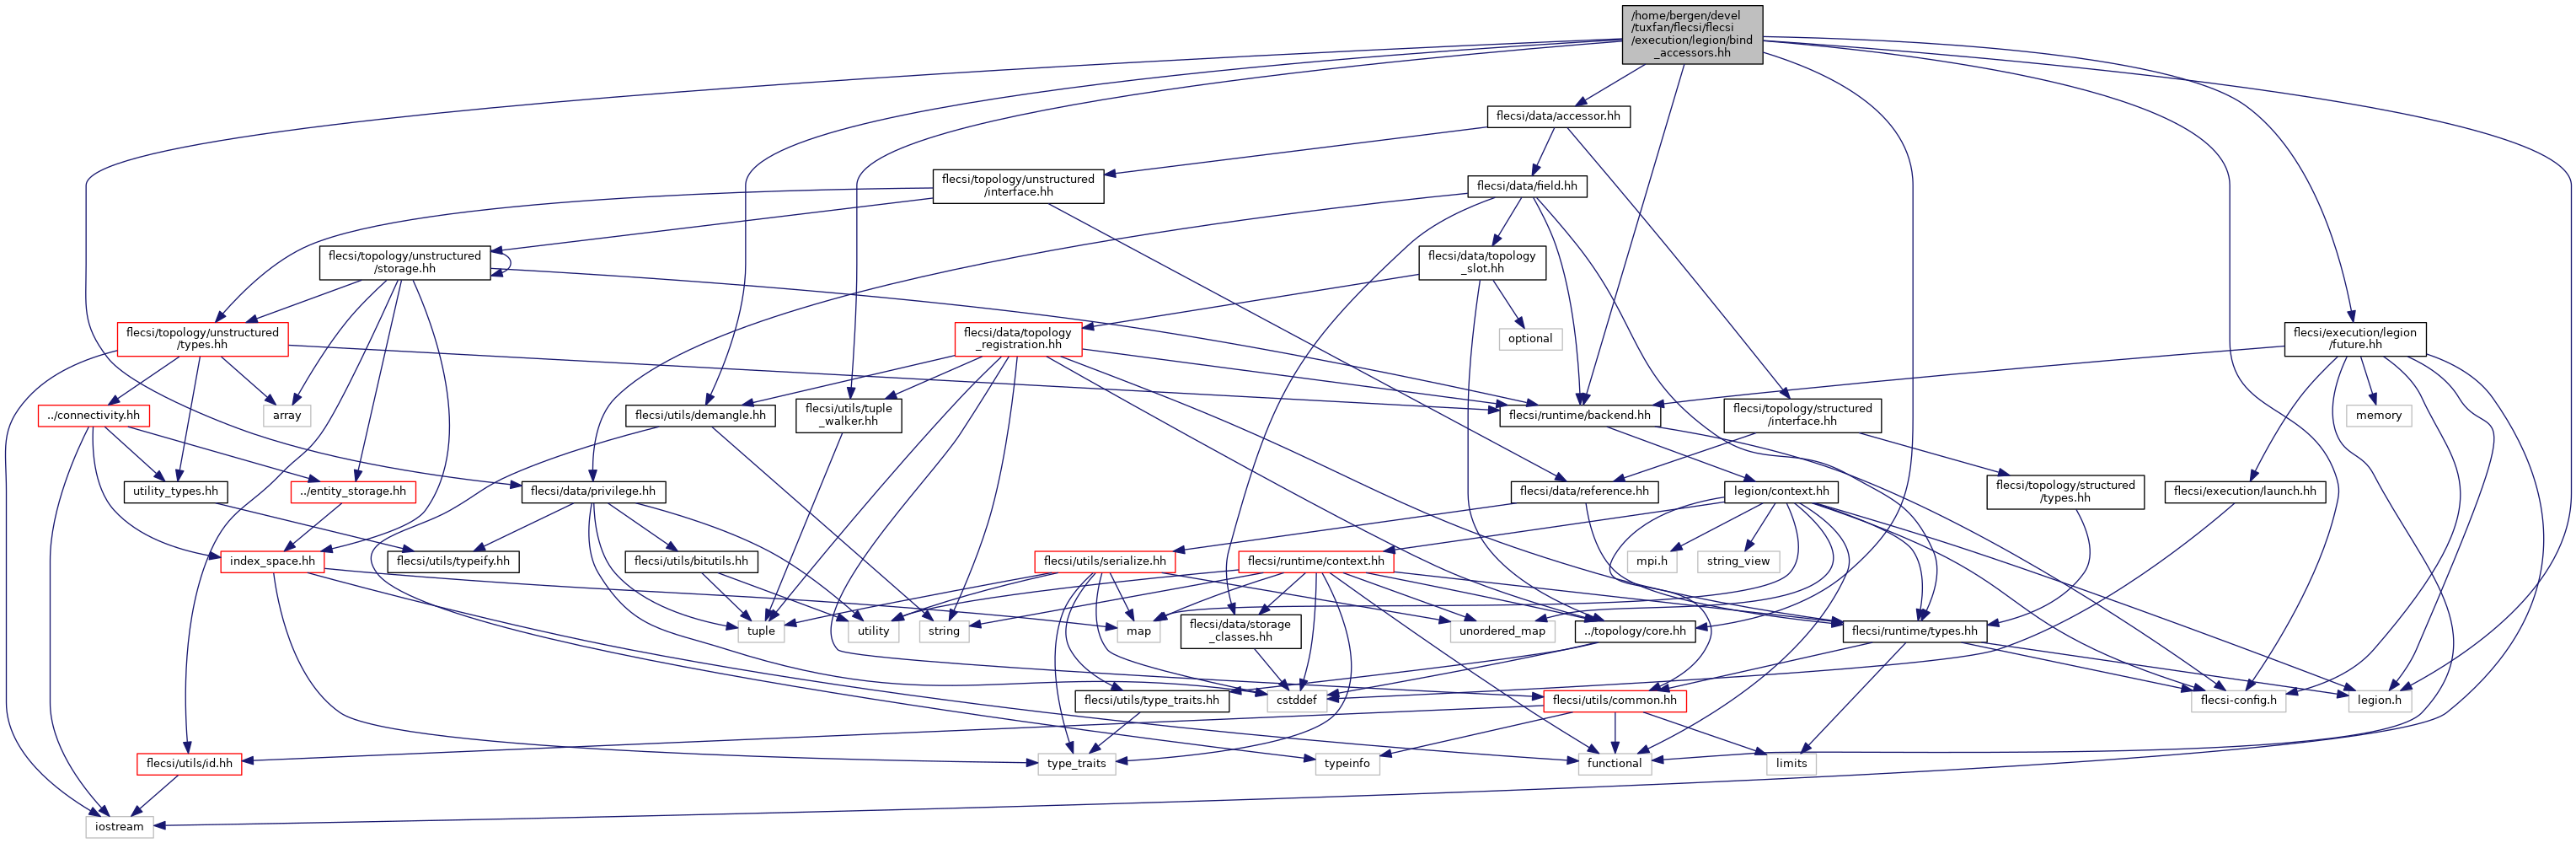 /home/bergen/devel
/tuxfan/flecsi/flecsi
/execution/legion/bind
_accessors.hh
flecsi/data/accessor.hh
flecsi/topology/unstructured
/interface.hh
flecsi/data/field.hh
flecsi/topology/unstructured
/storage.hh
flecsi/data/topology
_slot.hh
flecsi/topology/unstructured
/types.hh
flecsi/data/topology
_registration.hh
optional
flecsi/execution/legion
/future.hh
../connectivity.hh
array
flecsi/utils/demangle.hh
flecsi/utils/tuple
_walker.hh
flecsi/runtime/backend.hh
flecsi/topology/structured
/interface.hh
memory
utility_types.hh
../entity_storage.hh
flecsi/data/privilege.hh
flecsi/data/reference.hh
legion/context.hh
flecsi/topology/structured
/types.hh
flecsi/execution/launch.hh
index_space.hh
flecsi/utils/typeify.hh
flecsi/utils/bitutils.hh
flecsi/utils/serialize.hh
flecsi/runtime/context.hh
mpi.h
string_view
tuple
utility
string
map
flecsi/data/storage
_classes.hh
unordered_map
../topology/core.hh
flecsi/runtime/types.hh
flecsi/utils/type_traits.hh
cstddef
flecsi/utils/common.hh
flecsi-config.h
legion.h
flecsi/utils/id.hh
type_traits
typeinfo
functional
limits
iostream